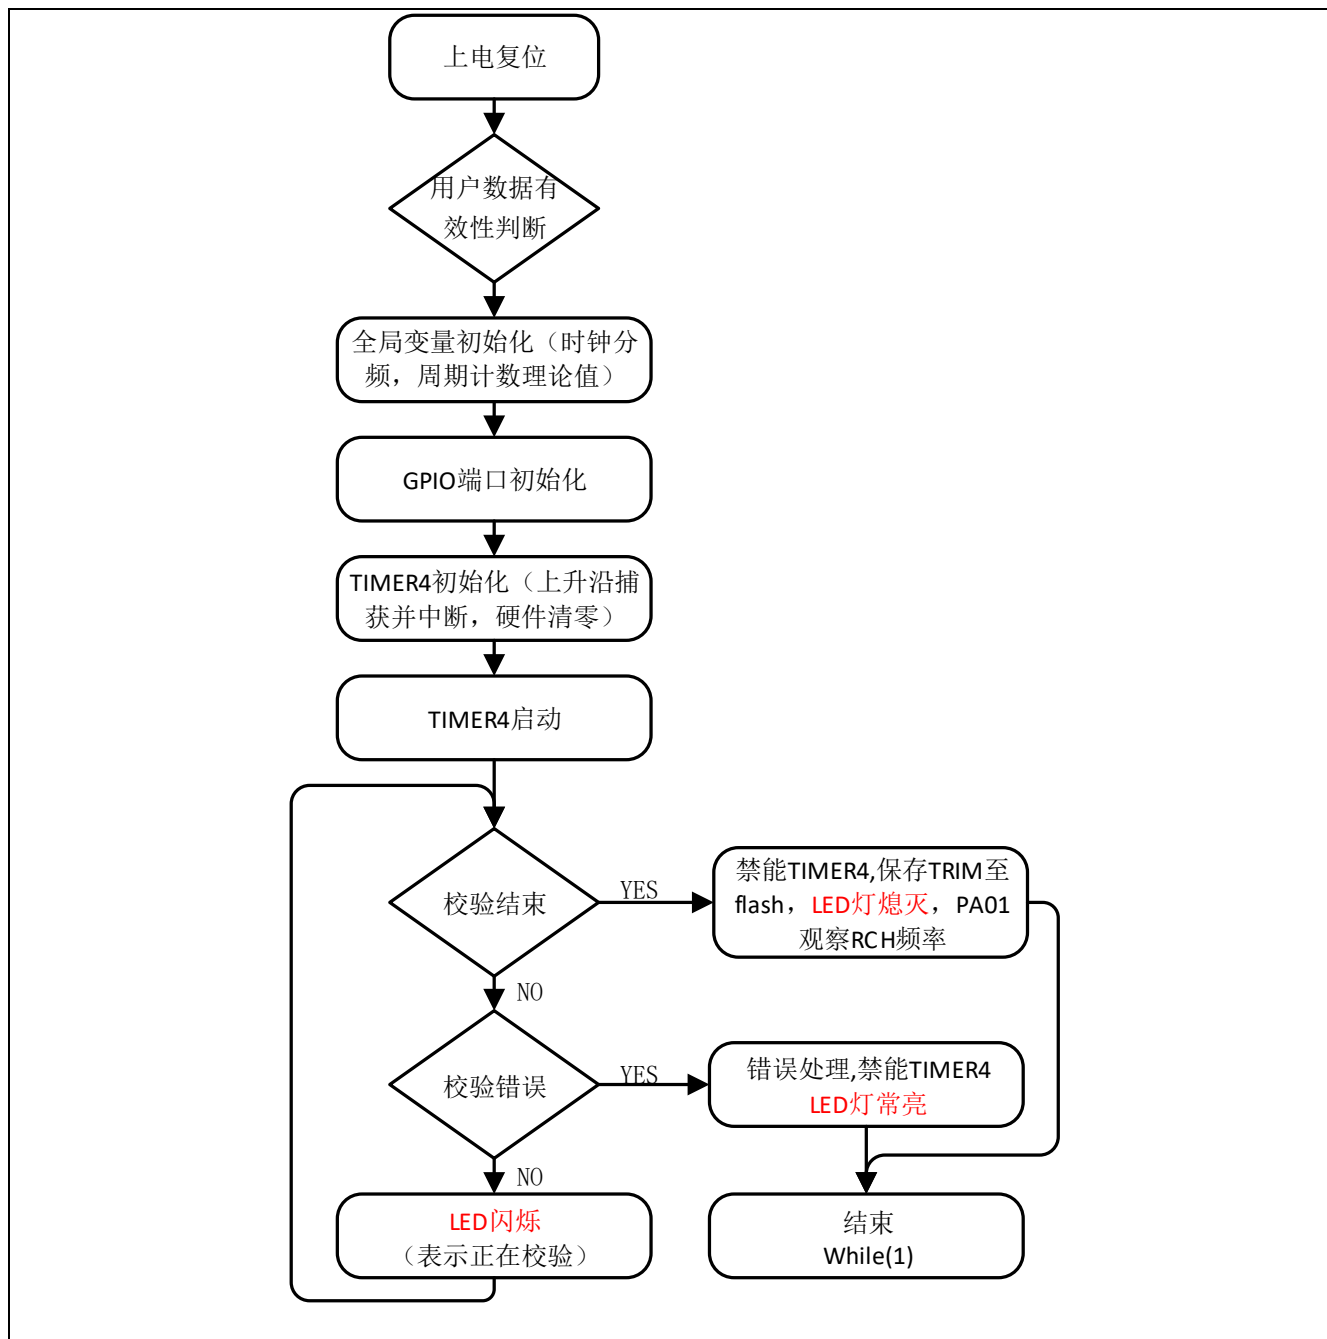 上电复位
用户数据有
效性判断
全局变量初始化（时钟分
频，周期计数理论值）
GPIO端口初始化
TIMER4初始化（上升沿捕
获并中断，硬件清零）
TIMER4启动
校验结束
YES
禁能TIMER4,保存TRIM至
flash，LED灯熄灭，PA01
观察RCH频率
NO
校验错误
YES
错误处理,禁能TIMER4
LED灯常亮
NO
LED闪烁
（表示正在校验）
结束
While(1)